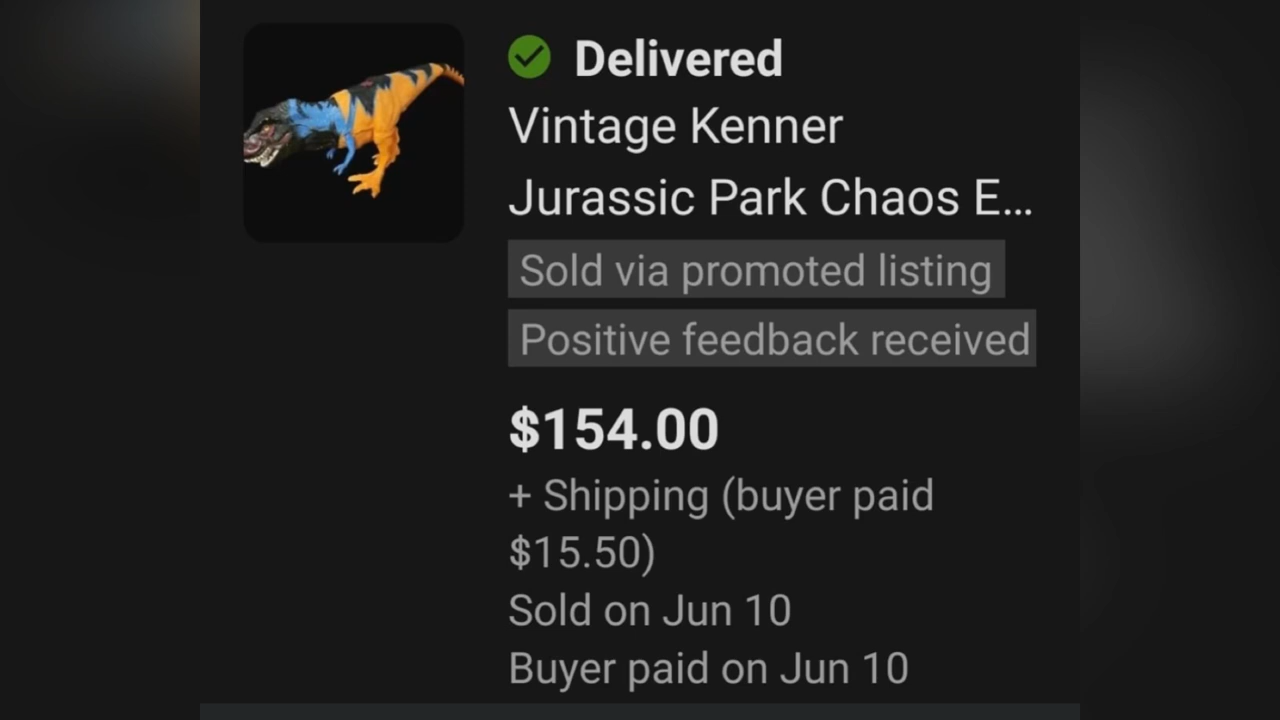 Delivered
Vintage Kenner
Jurassic Park Chaos E...
Sold via promoted listing
Positive feedback received
$154.00
+ Shipping (buyer paid
$15.50)
Sold on Jun 10
Buyer paid on Jun 10